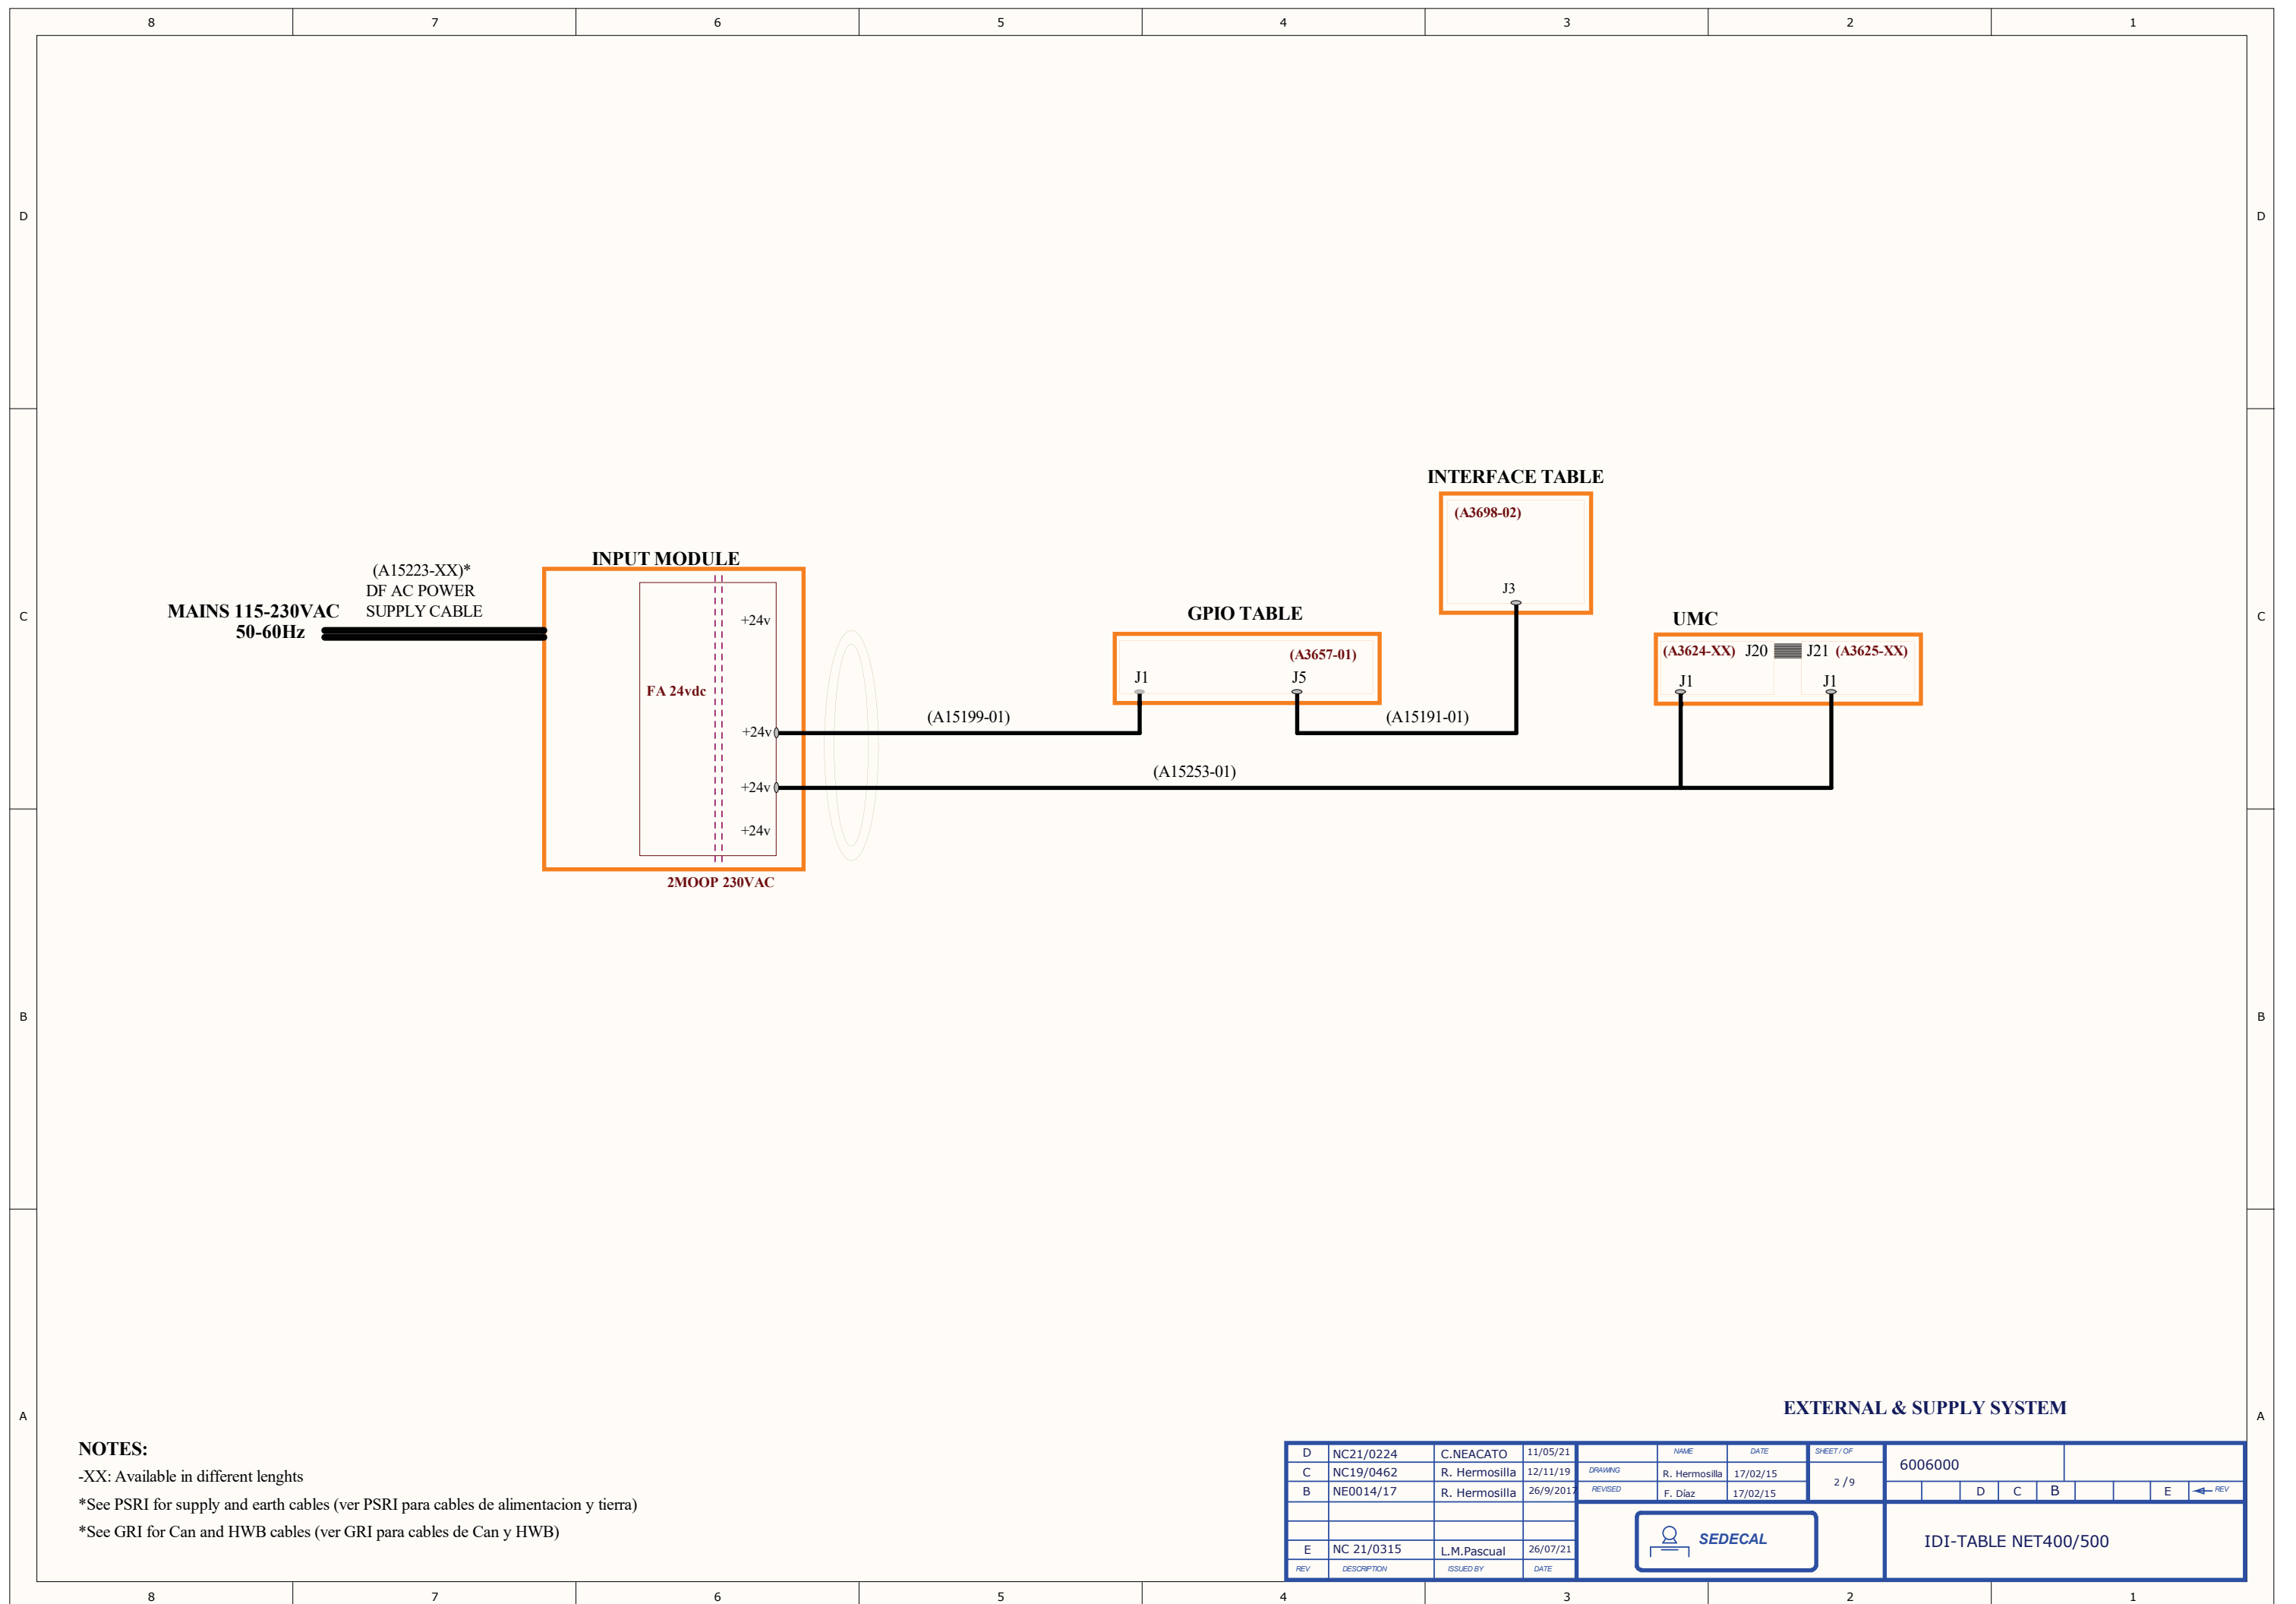 8 7 6 5 4 3 2 1
D D
INTERFACE TABLE
(A3698-02)
J3
INPUT MODULE
(A15223-XX)*
DF AC POWER
SUPPLY CABLE
MAINS 115-230VAC
50-60Hz
C C
+24v
FA 24vdc
+24v
+24v
+24v
2MOOP 230VAC
GPIO TABLE
(A3657-01)
J1 J5
UMC
(A3624-XX) J20 J21 (A3625-XX)
J1 J1
(A15199-01) (A15191-01)
(A15253-01)
B B
A A
EXTERNAL & SUPPLY SYSTEM
NOTES:
-XX: Available in different lenghts
*See PSRI for supply and earth cables (ver PSRI para cables de alimentacion y tierra)
*See GRI for Can and HWB cables (ver GRI para cables de Can y HWB)
D NC21/0224 C.NEACATO 11/05/21
C NC19/0462 R. Hermosilla 12/11/19
B NE0014/17 R. Hermosilla 26/9/2017
E NC 21/0315 L.M.Pascual 26/07/21
REV DESCRIPTION ISSUED BY DATE
NAME DATE SHEET / OF
DRAWING R. Hermosilla 17/02/15
REVISED F. Díaz 17/02/15
2 /9
6006000
D C B E REV
SEDECAL
IDI-TABLE NET400/500
8 7 6 5 4 3 2 1